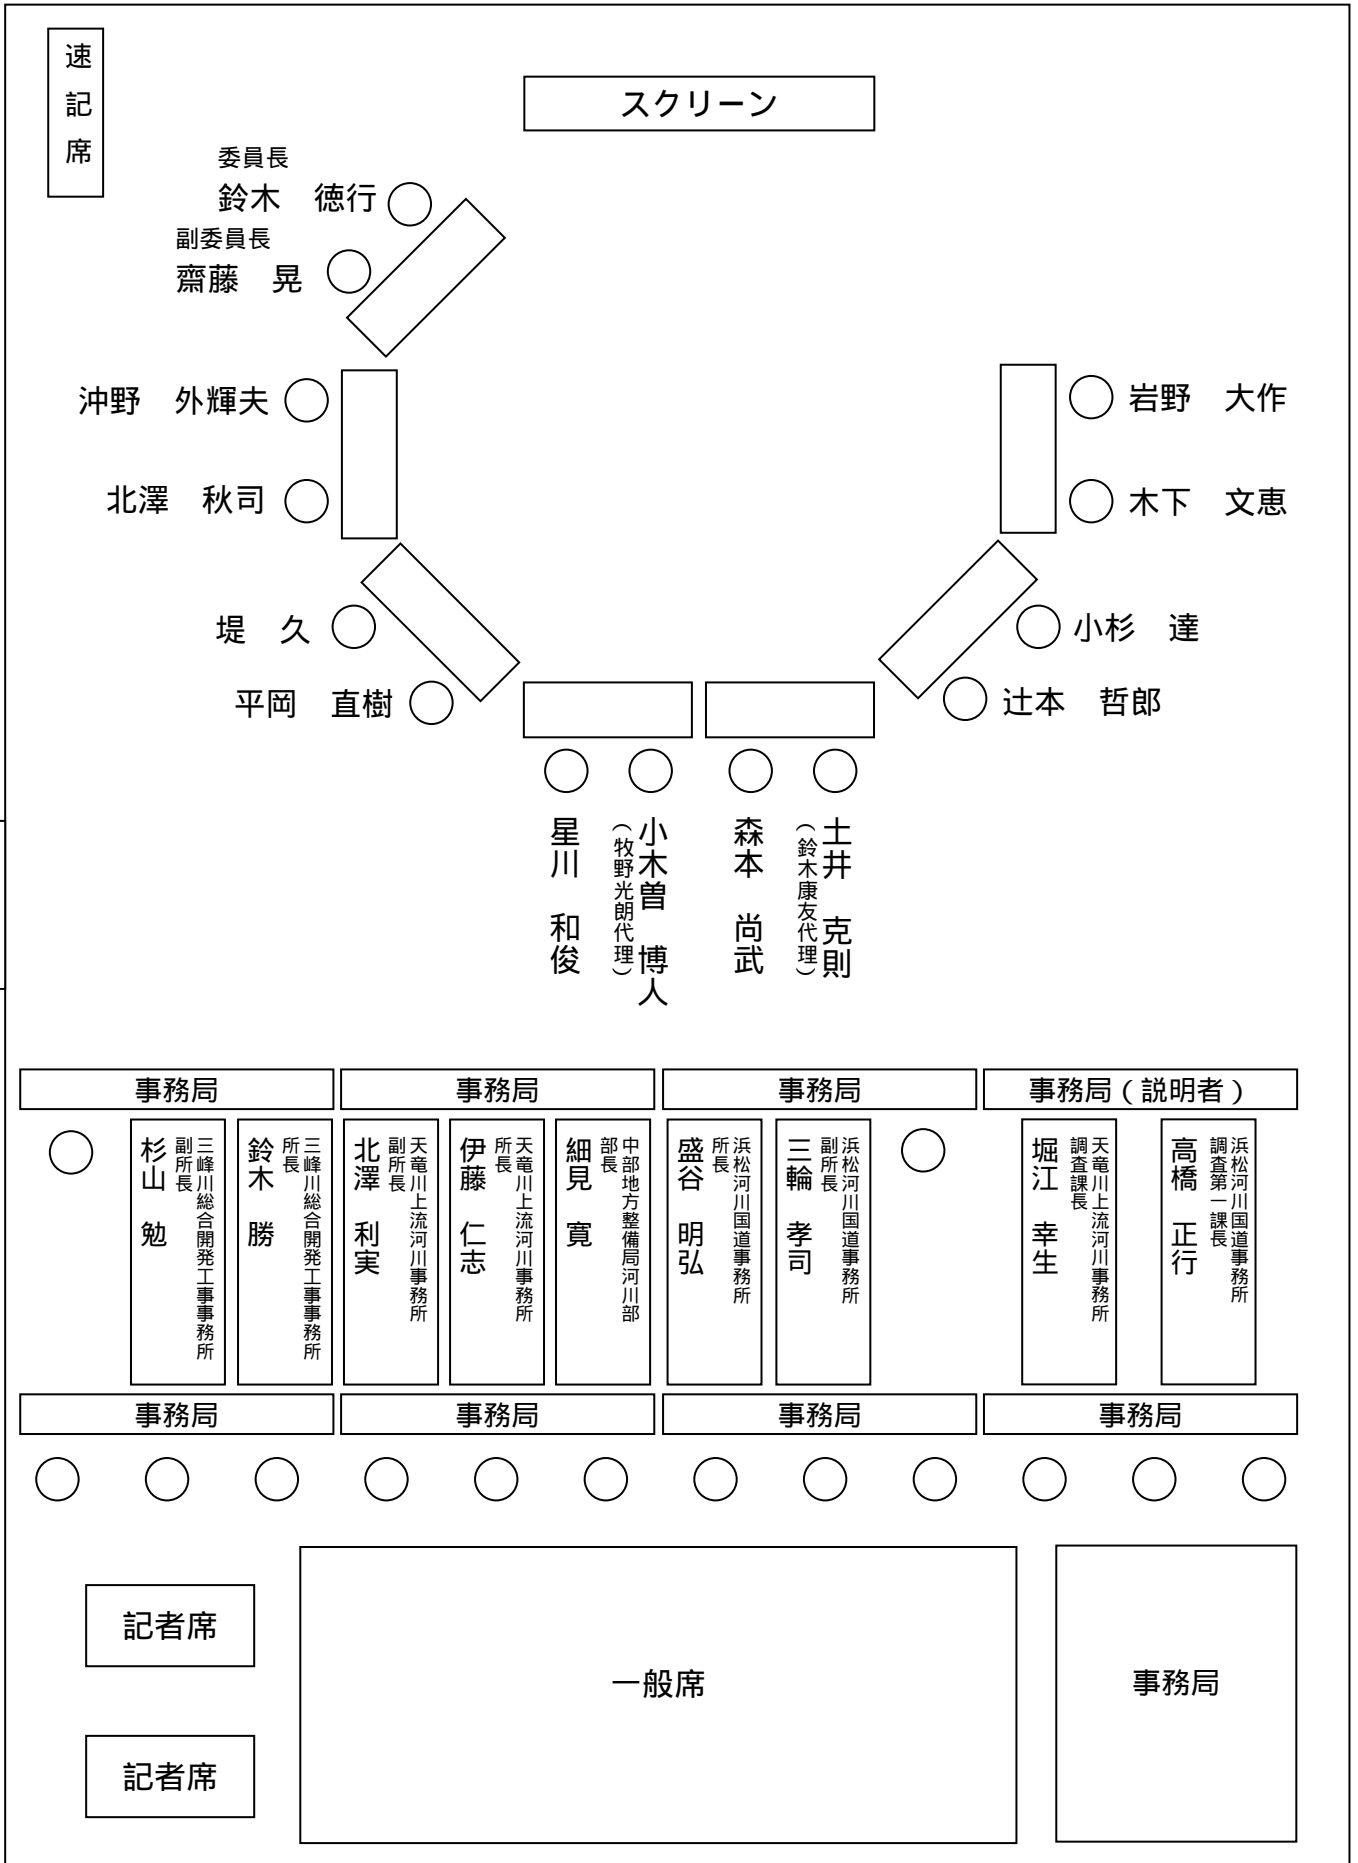 速記席
スクリーン
委員長
鈴木　徳行
副委員長
齋藤　晃
沖野　外輝夫
北澤　秋司
堤　久
平岡　直樹
岩野　大作
木下　文恵
小杉　達
辻本　哲郎
星川　和俊
小木曽　博人
（牧野光朗代理）
森本　尚武
土井　克則
（鈴木康友代理）
事務局
事務局
事務局
事務局（説明者）
三峰川総合開発工事事務所
副所長
杉山　勉
三峰川総合開発工事事務所
所長
鈴木　勝
天竜川上流河川事務所
副所長
北澤　利実
天竜川上流河川事務所
所長
伊藤　仁志
中部地方整備局河川部
部長
細見　寛
浜松河川国道事務所
所長
盛谷　明弘
浜松河川国道事務所
副所長
三輪　孝司
天竜川上流河川事務所
調査課長
堀江　幸生
浜松河川国道事務所
調査第一課長
高橋　正行
事務局
事務局
事務局
事務局
記者席
記者席
一般席
事務局